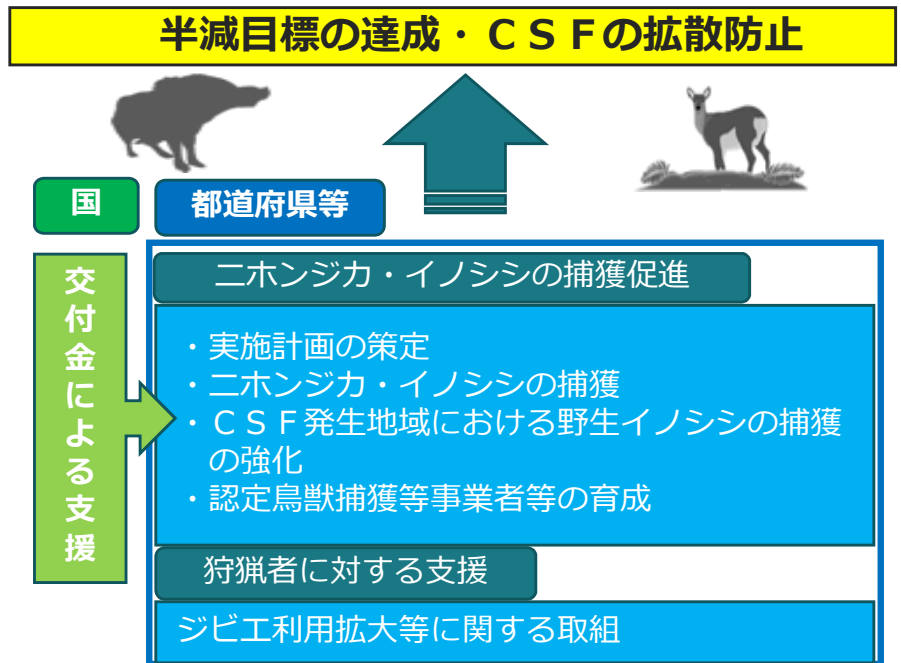 半減目標の達成・ＣＳＦの拡散防止
国
都道府県等
交付金による支援
ニホンジカ・イノシシの捕獲促進
・実施計画の策定
・ニホンジカ・イノシシの捕獲
・ＣＳＦ発生地域における野生イノシシの捕獲
の強化
・認定鳥獣捕獲等事業者等の育成
狩猟者に対する支援
ジビエ利用拡大等に関する取組